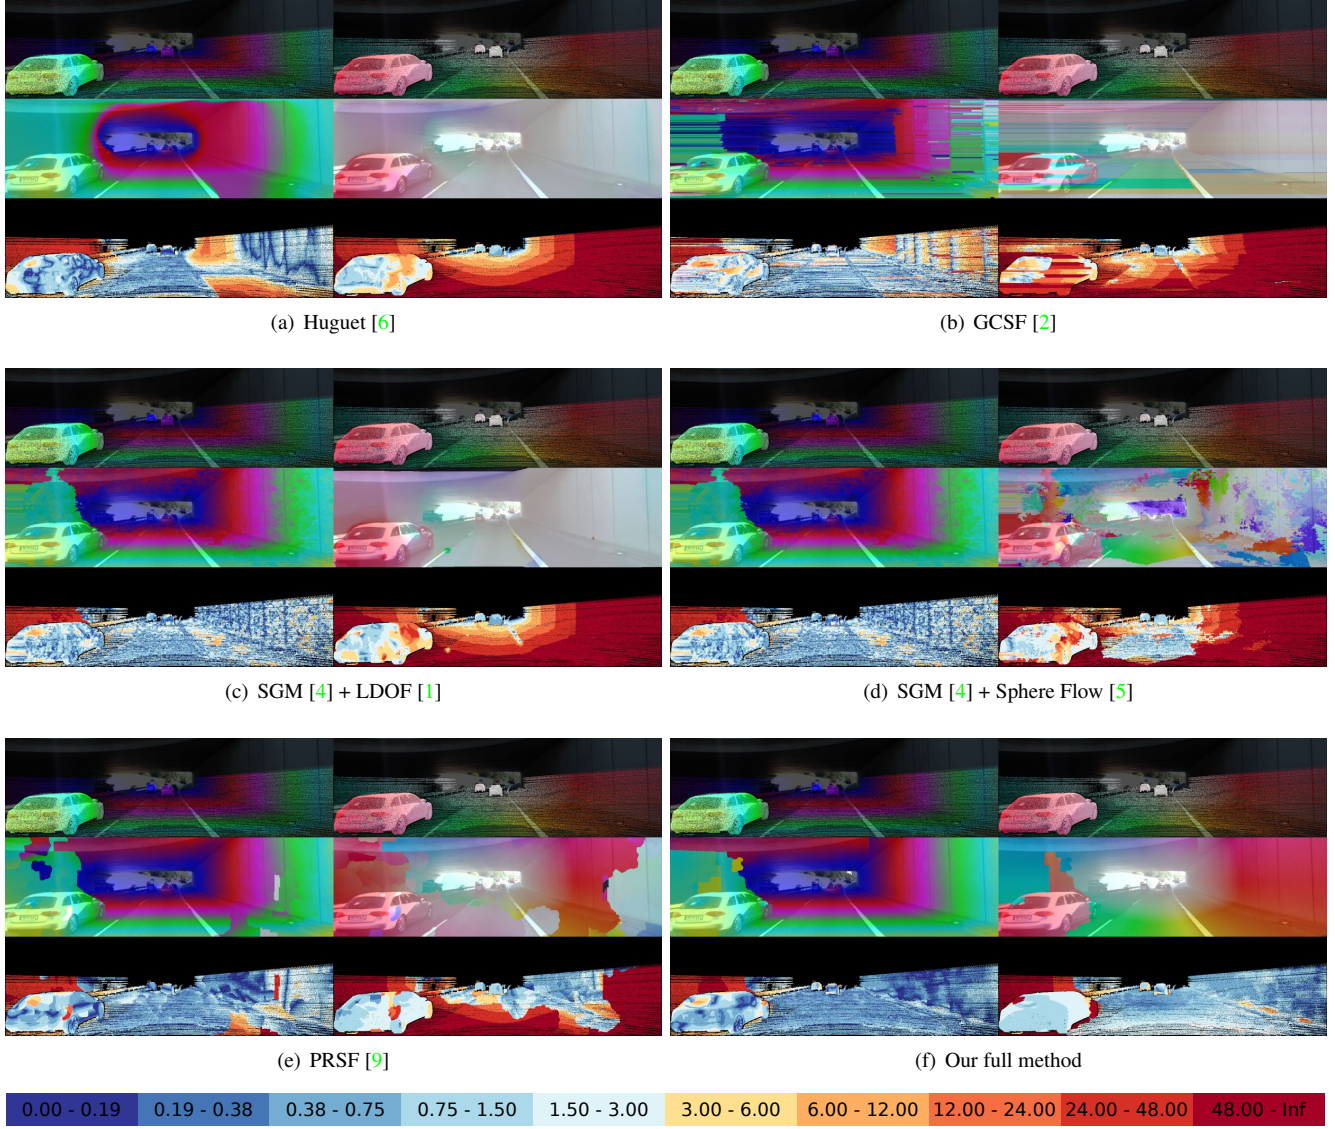 (a) Huguet [6]
(b) GCSF [2]
(c) SGM [4] + LDOF [1]
(d) SGM [4] + Sphere Flow [5]
(e) PRSF [9]
(f) Our full method
0.00 - 0.19 0.19 - 0.38 0.38 - 0.75 0.75 - 1.50 1.50 - 3.00 3.00 - 6.00 6.00 - 12.00 12.00 - 24.00 24.00 - 48.00 48.00 - Inf